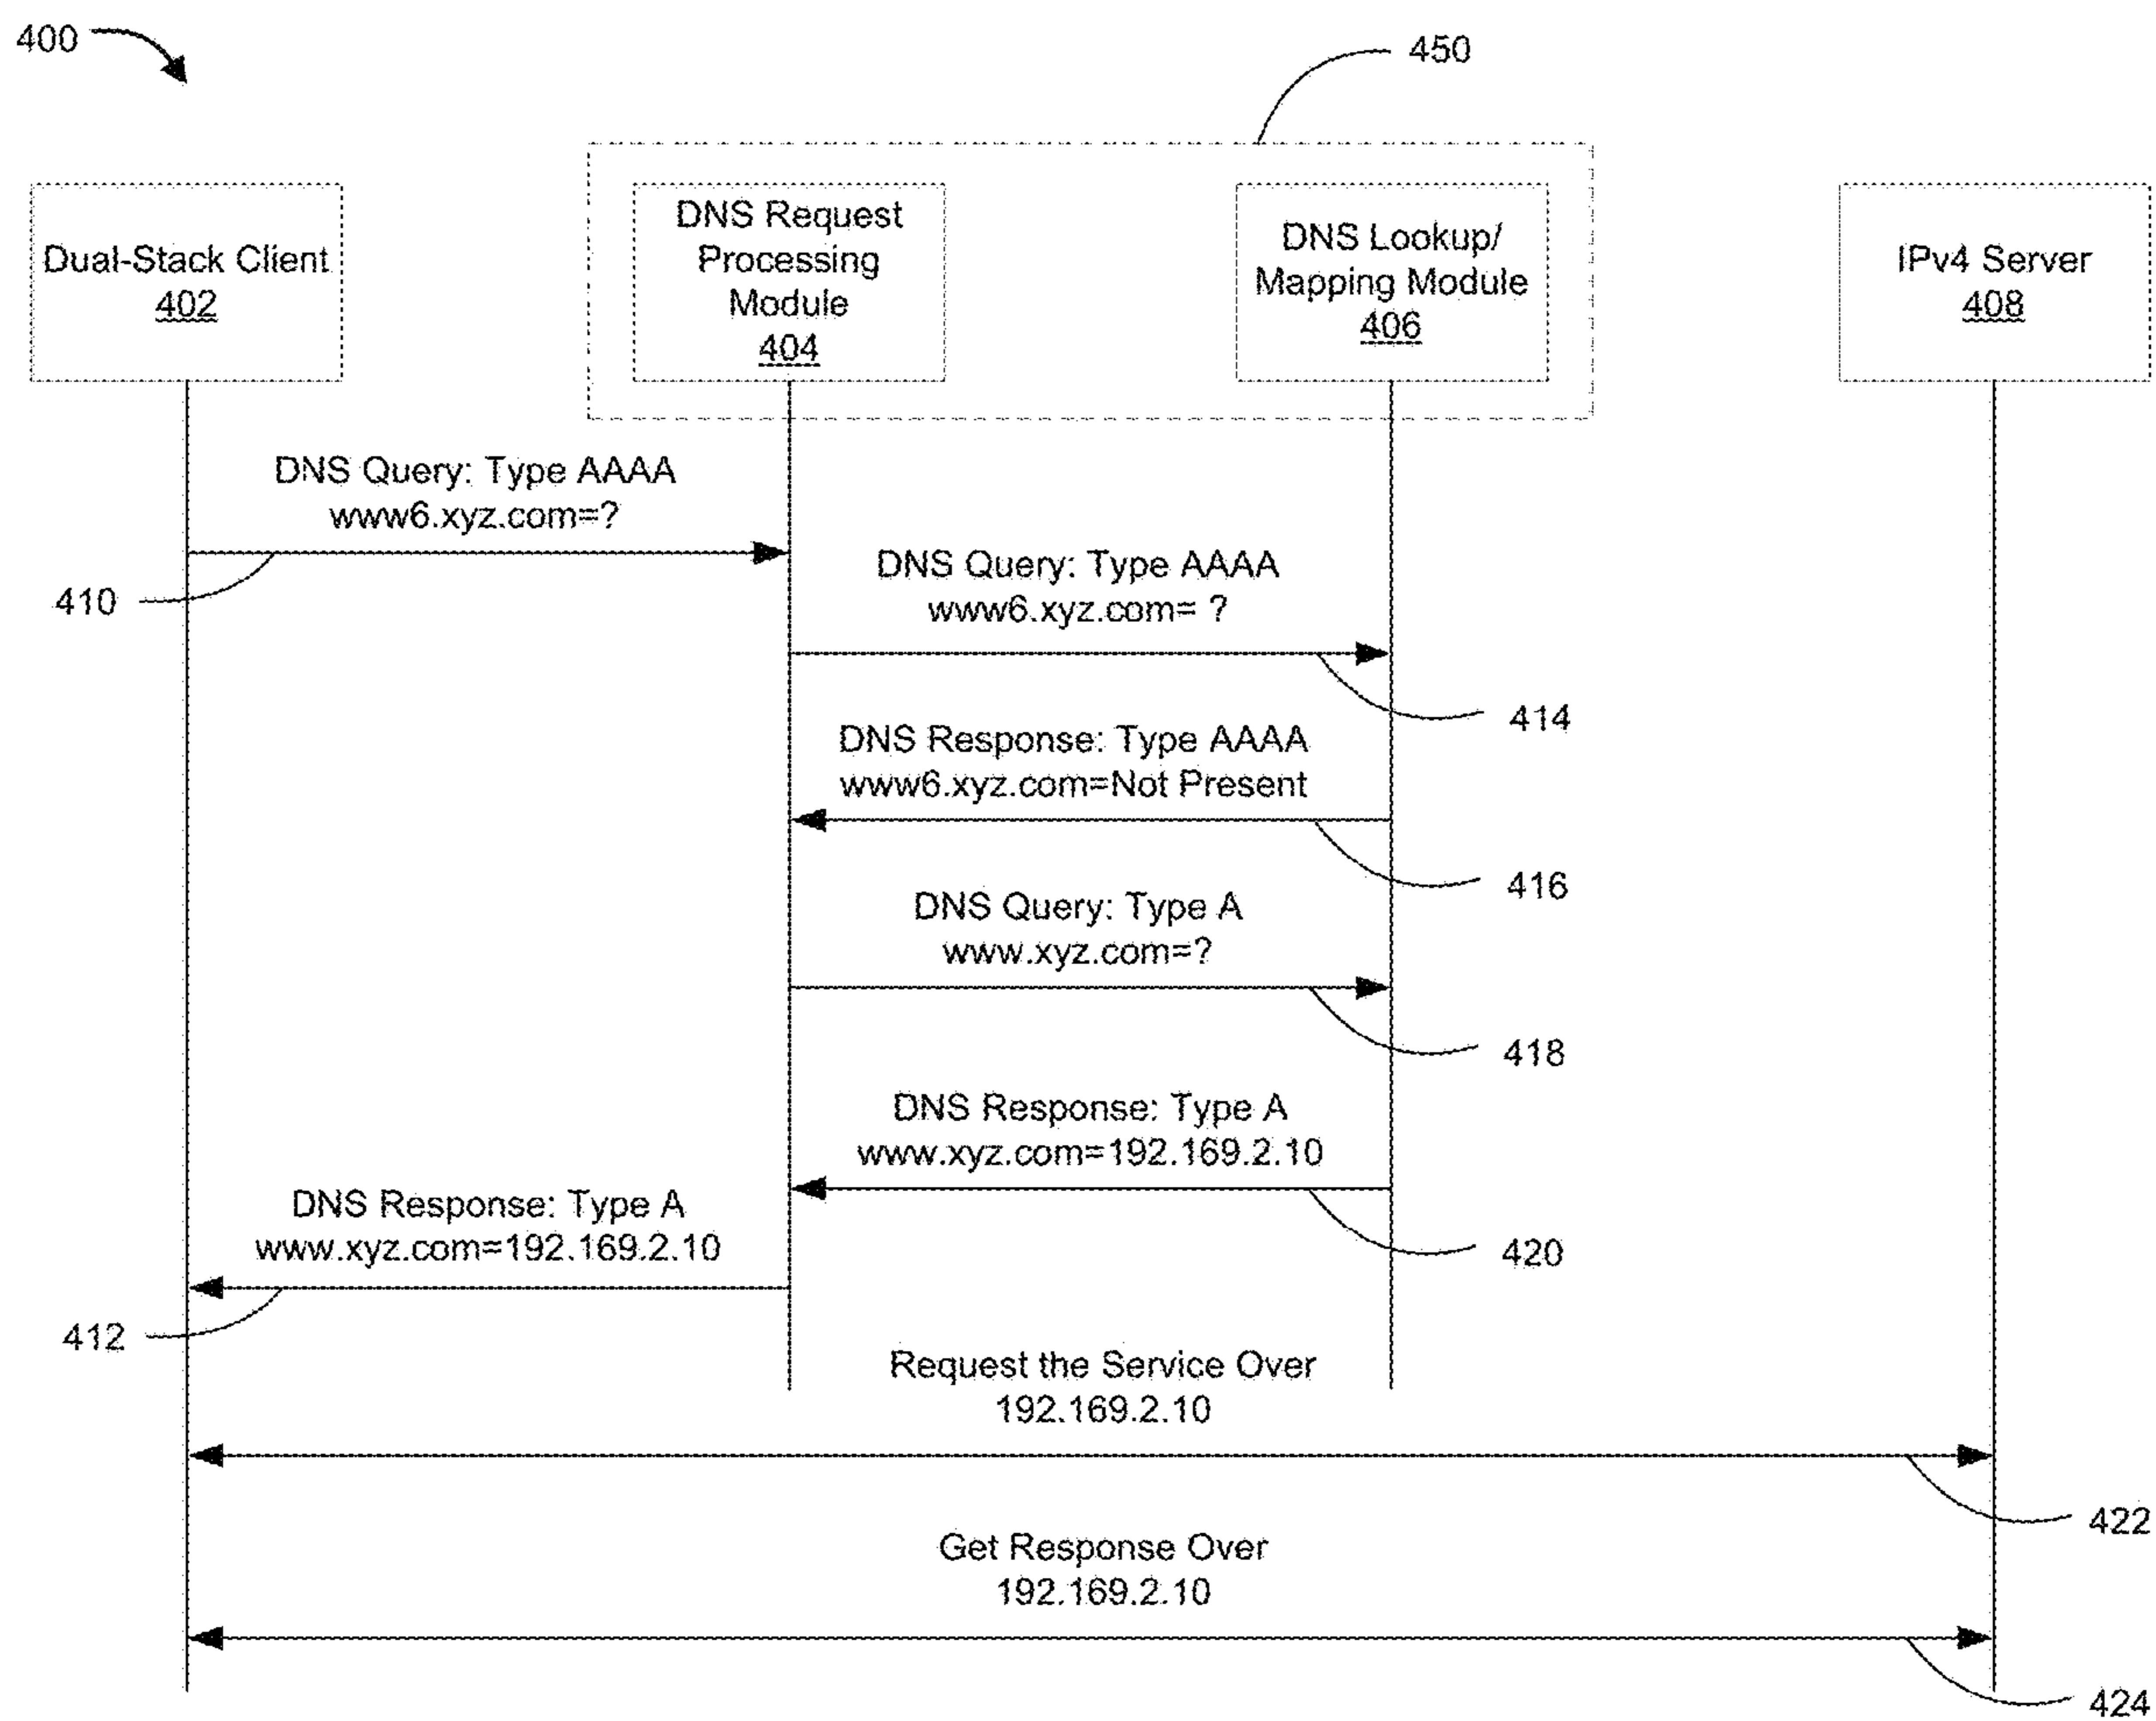 400
450
Dual-Stack Client
402
DNS Request
Processing
Module
404
DNS Lookup/
Mapping Module
406
IPv4 Server
408
DNS Query: Type AAAA
www6.xyz.com=?
410
DNS Query: Type AAAA
www6.xyz.com= ?
414
DNS Response: Type AAAA
www6.xyz.com=Not Present
416
DNS Query: Type A
www.xyz.com=?
418
DNS Response: Type A
www.xyz.com=192.169.2.10
420
DNS Response: Type A
www.xyz.com=192.169.2.10
412
Request the Service Over
192.169.2.10
422
Get Response Over
192.169.2.10
424